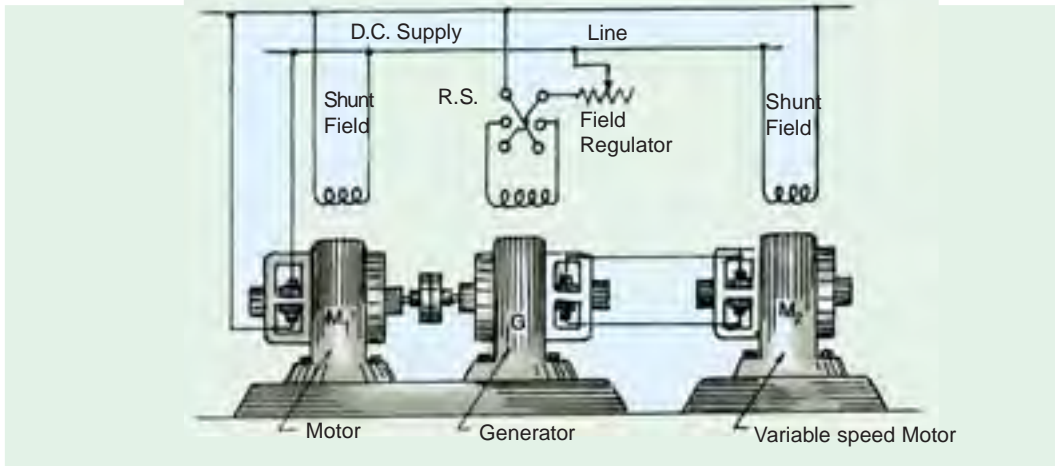 D.C. Supply Line
R.S.
Shunt
Field
Field
Regulator
Shunt
Field
M1
G
M2
Motor
Generator
Variable speed Motor